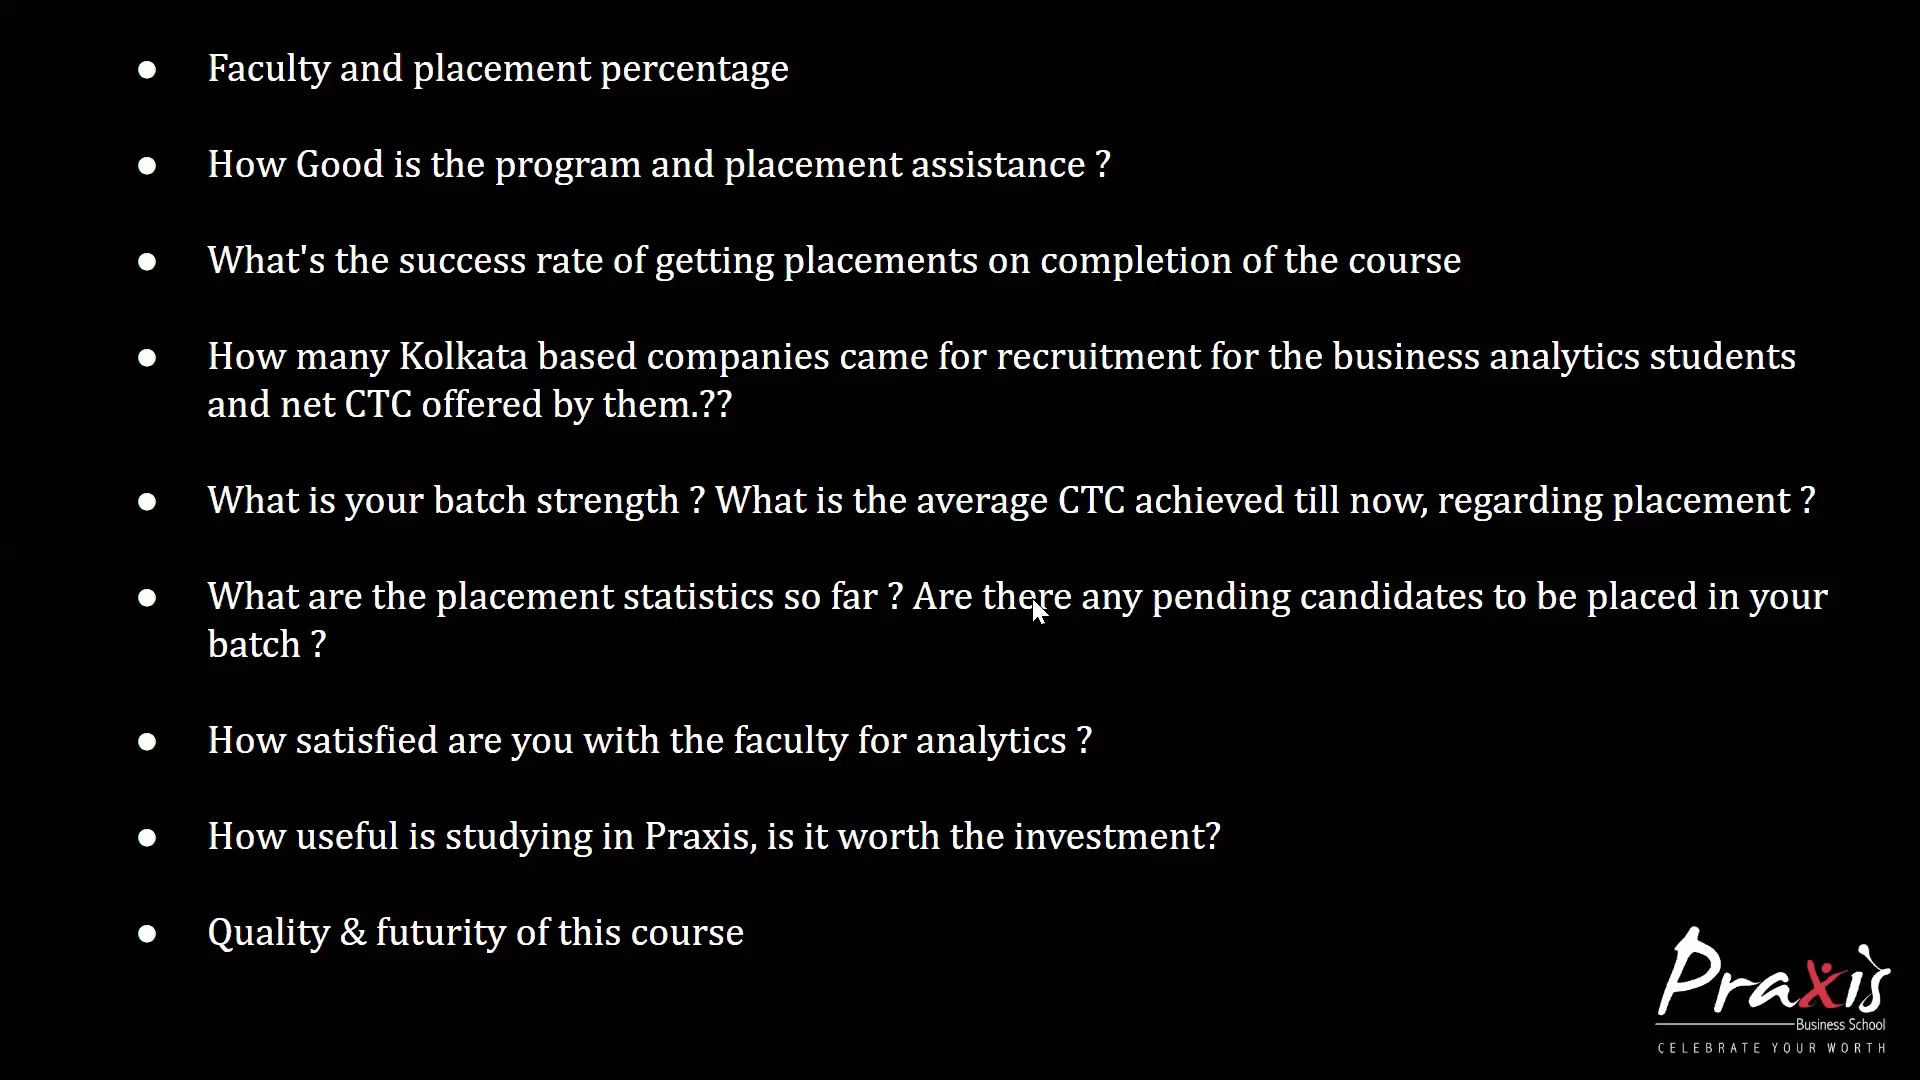 ● Faculty and placement percentage
● How Good is the program and placement assistance ?
● What's the success rate of getting placements on completion of the course
● How many Kolkata based companies came for recruitment for the business analytics students
and net CTC offered by them.??
● What is your batch strength ? What is the average CTC achieved till now, regarding placement ?
● What are the placement statistics so far ? Are there any pending candidates to be placed in your
batch ?
● How satisfied are you with the faculty for analytics ?
● How useful is studying in Praxis, is it worth the investment?
● Quality & futurity of this course
Praxis
Business School
CELEBRATE YOUR WORTH